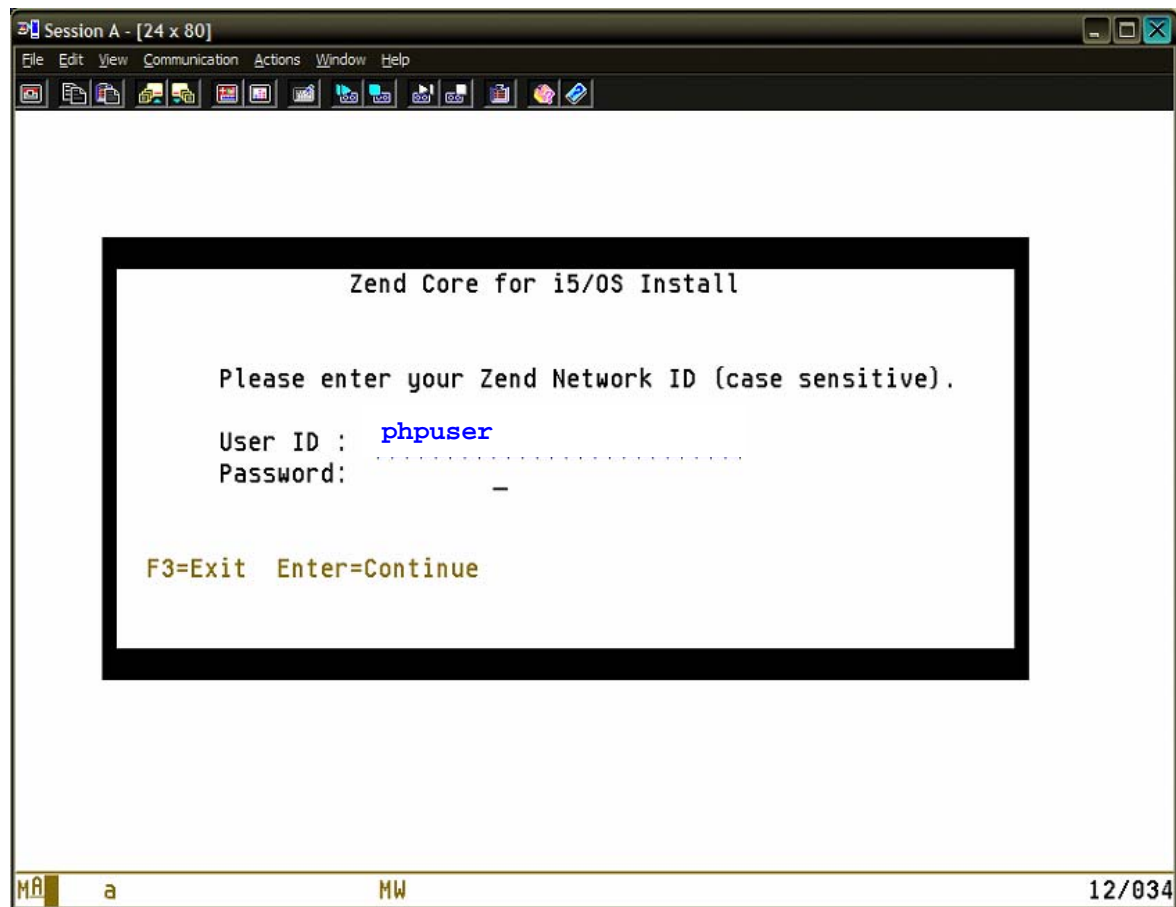 Session A - [24 x 80]
File Edit View Communication Actions Window Help
Zend Core for i5/OS Install
Please enter your Zend Network ID (case sensitive).
User ID : phpuser
Password: _
F3=Exit Enter=Continue
MA a MW 12/034